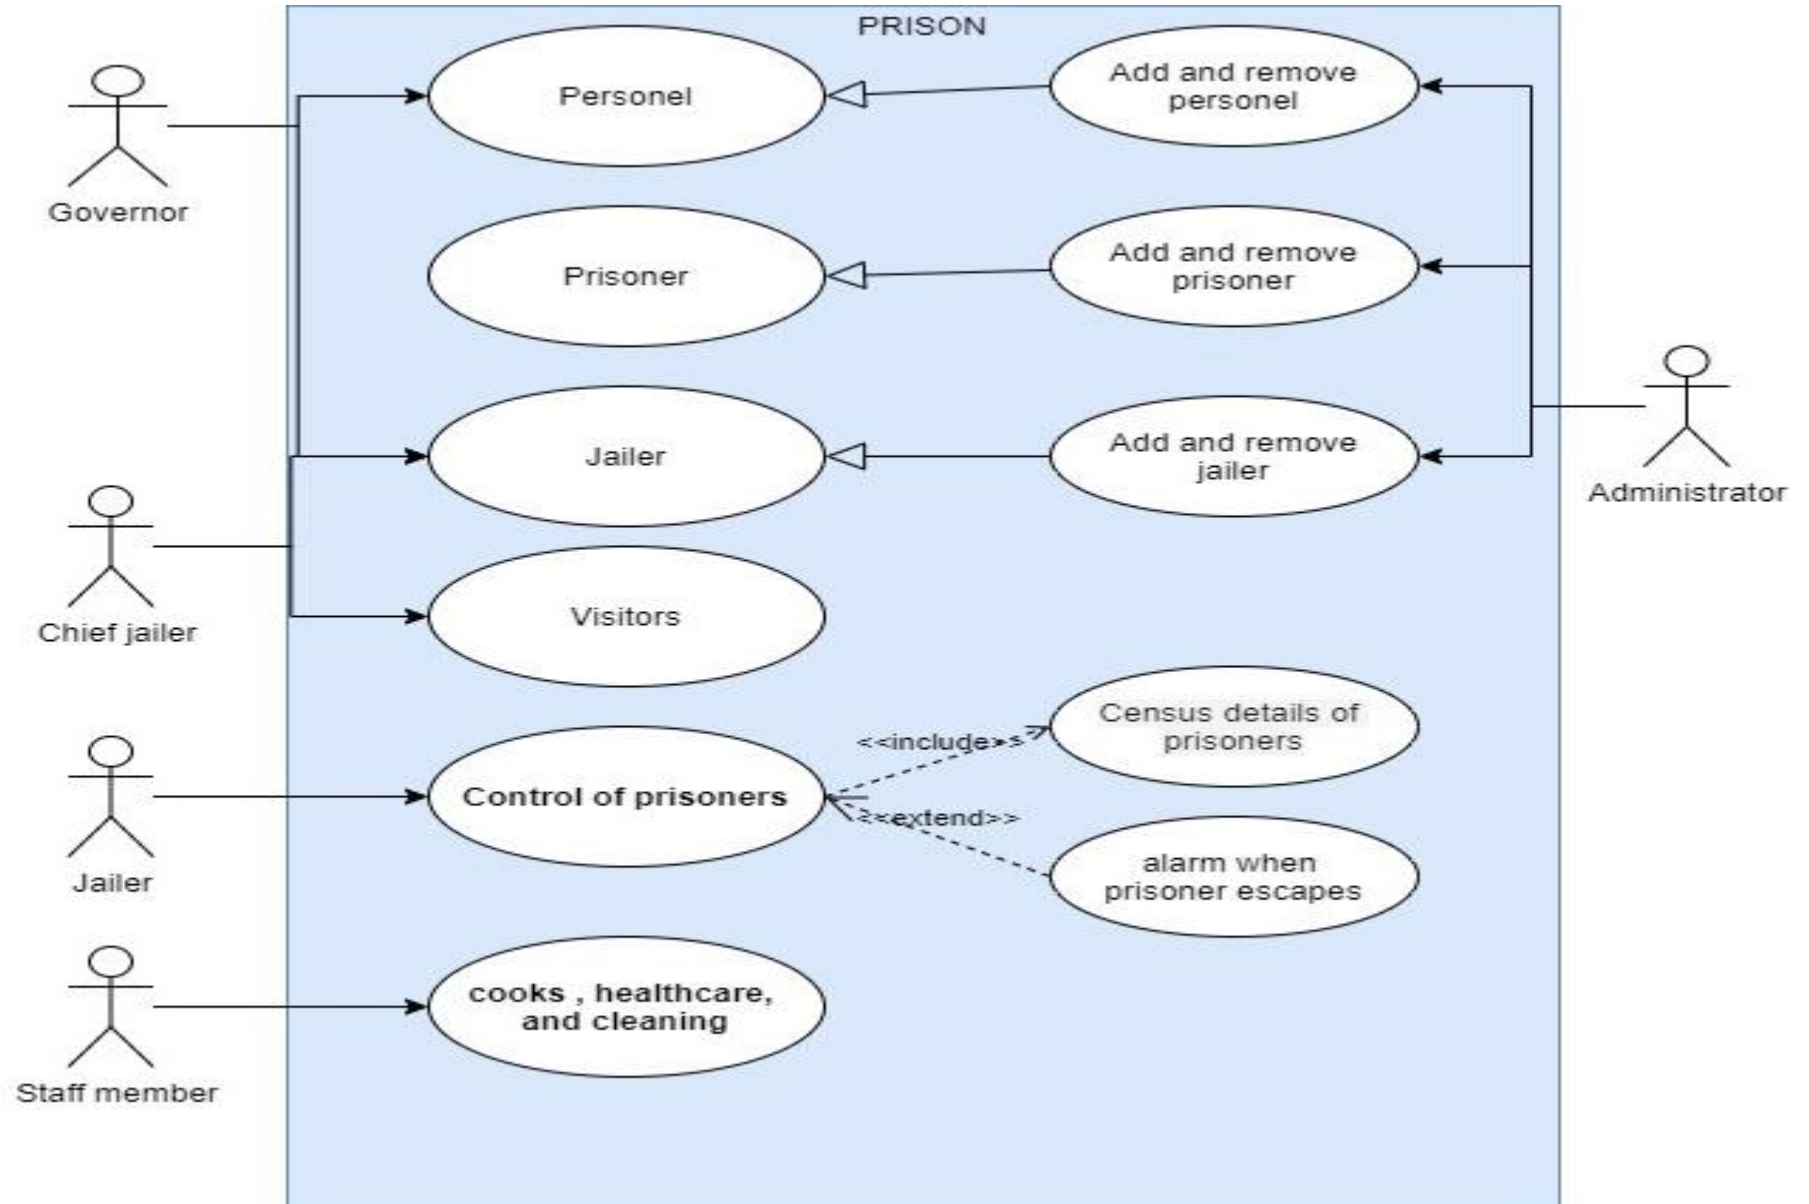 PRISON
Personel
Add and remove
personel
Governor
Prisoner
Add and remove
prisoner
Jailer
Add and remove
jailer
Administrator
Chief jailer
Visitors
Census details of
prisoners
<<include>>
Control of prisoners
<<extend>>
Jailer
alarm when
prisoner escapes
cooks , healthcare,
and cleaning
Staff member